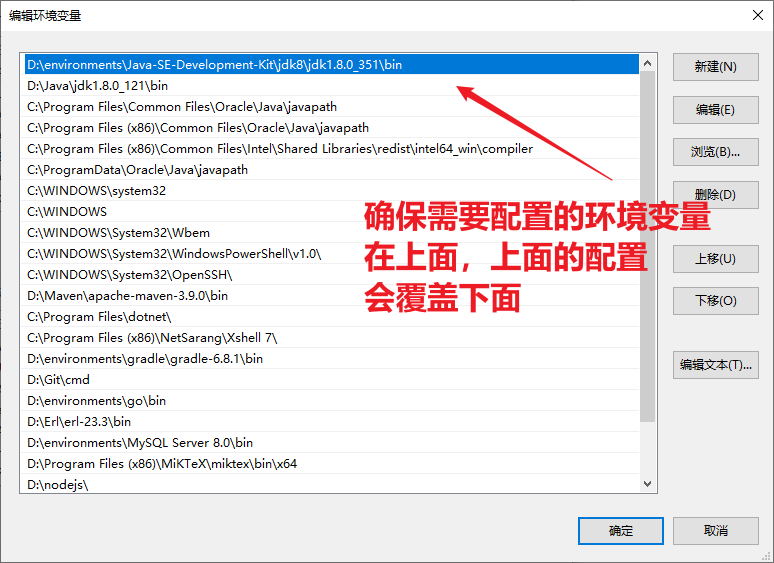 编辑环境变量
D:\environments\Java-SE-Development-Kit\jdk8\jdk1.8.0_351\bin
D:\Java\jdk1.8.0_121\bin
C:\Program Files\Common Files\Oracle\Java\javapath
C:\Program Files (x86)\Common Files\Oracle\Java\javapath
C:\Program Files (x86)\Common Files\Intel\Shared Libraries\redist\intel64_win\compiler
C:\ProgramData\Oracle\Java\javapath
C:\WINDOWS\system32
C:\WINDOWS
C:\WINDOWS\System32\Wbem
C:\WINDOWS\System32\WindowsPowerShell\v1.0\
C:\WINDOWS\System32\OpenSSH\
D:\Maven\apache-maven-3.9.0\bin
C:\Program Files\dotnet\
C:\Program Files (x86)\NetSarang\Xshell 7\
D:\environments\gradle\gradle-6.8.1\bin
D:\Git\cmd
D:\environments\go\bin
D:\Erl\erl-23.3\bin
D:\environments\MySQL Server 8.0\bin
D:\Program Files (x86)\MiKTeX\miktex\bin\x64
D:\nodejs\
确保需要配置的环境变量
在上面，上面的配置
会覆盖下面
新建(N)
编辑(E)
浏览(B)...
删除(D)
上移(U)
下移(O)
编辑文本(T)...
确定
取消